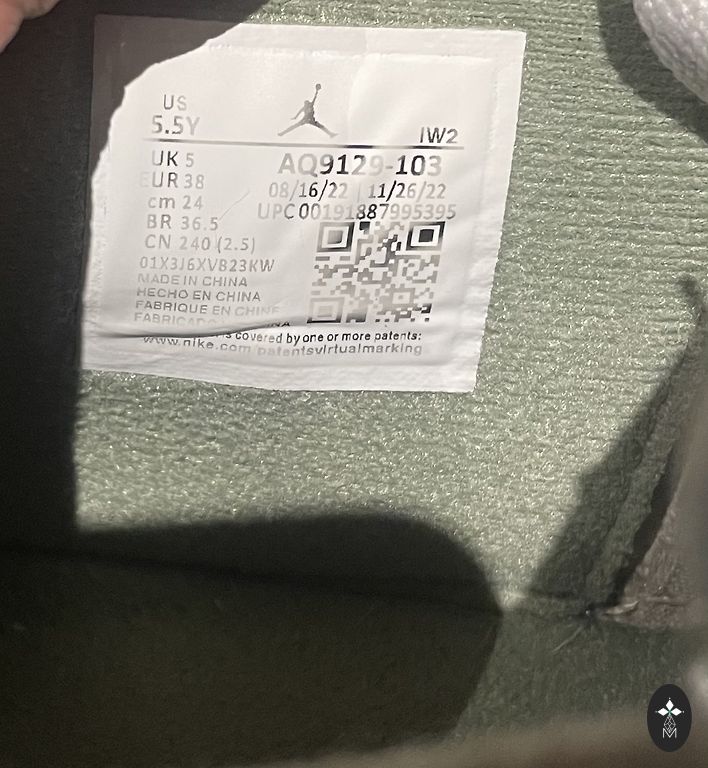 US
5.5Y
IW2
UK 5
AQ9129-103
EUR 38
08/16/22 11/26/22
cm 24
UPC 00191887995395
BR 36.5
CN 240 (2.5)
01X3J6XVB23KW
MADE IN CHINA
HECHO EN CHINA
FABRIQUE EN CHINE
covered by one or more patents:
www.nike.com/patentsvirtualmarking
M